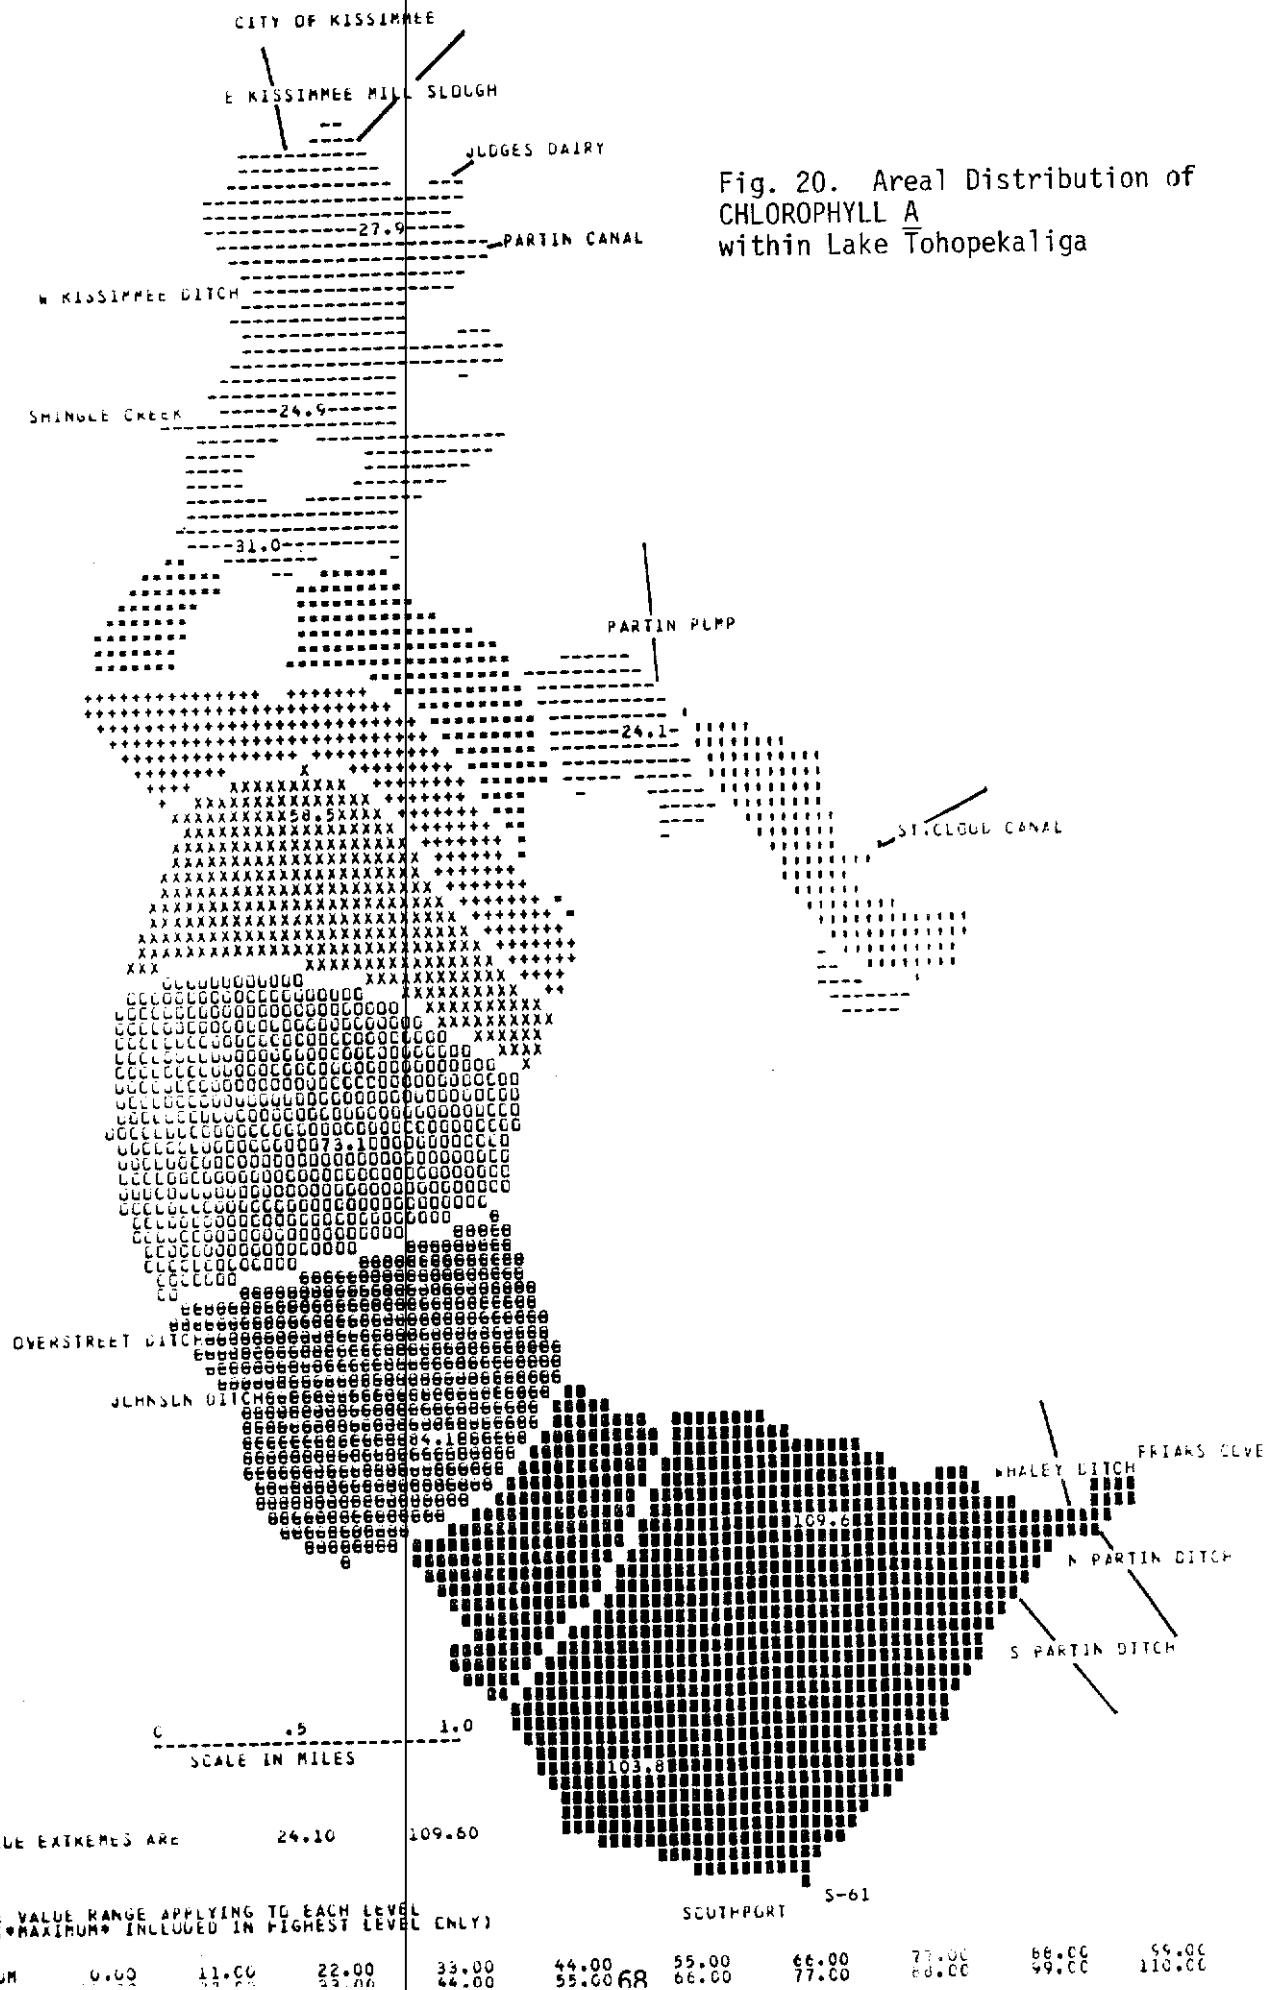 CITY OF KISSIMMEE
E KISSIMMEE MILL SLOUGH
JUDGES DAIRY
Fig. 20. Areal Distribution of
CHLOROPHYLL A
within Lake Tohopekaliga
27.9
PARTIN CANAL
W KISSIMMEE DITCH
SHINGLE CREEK
24.9
31.0
PARTIN PUMP
24.1
58.5
ST.CLOUD CANAL
73.1
OVERSTREET DITCH
JOHNSON DITCH
84.1
FRIARS COVE
WHALEY DITCH
109.6
N PARTIN DITCH
S PARTIN DITCH
0 .5 1.0
SCALE IN MILES
103.8
UE EXTREMES ARE 24.10 109.60
S-61
SOUTHPORT
VALUE RANGE APPLYING TO EACH LEVEL
*MAXIMUM* INCLUDED IN HIGHEST LEVEL ONLY)
UM 0.00 11.00 22.00 33.00 44.00 55.00 66.00 77.00 88.00 99.00
44.00 55.00 66.00 77.00 88.00 99.00 110.00
68